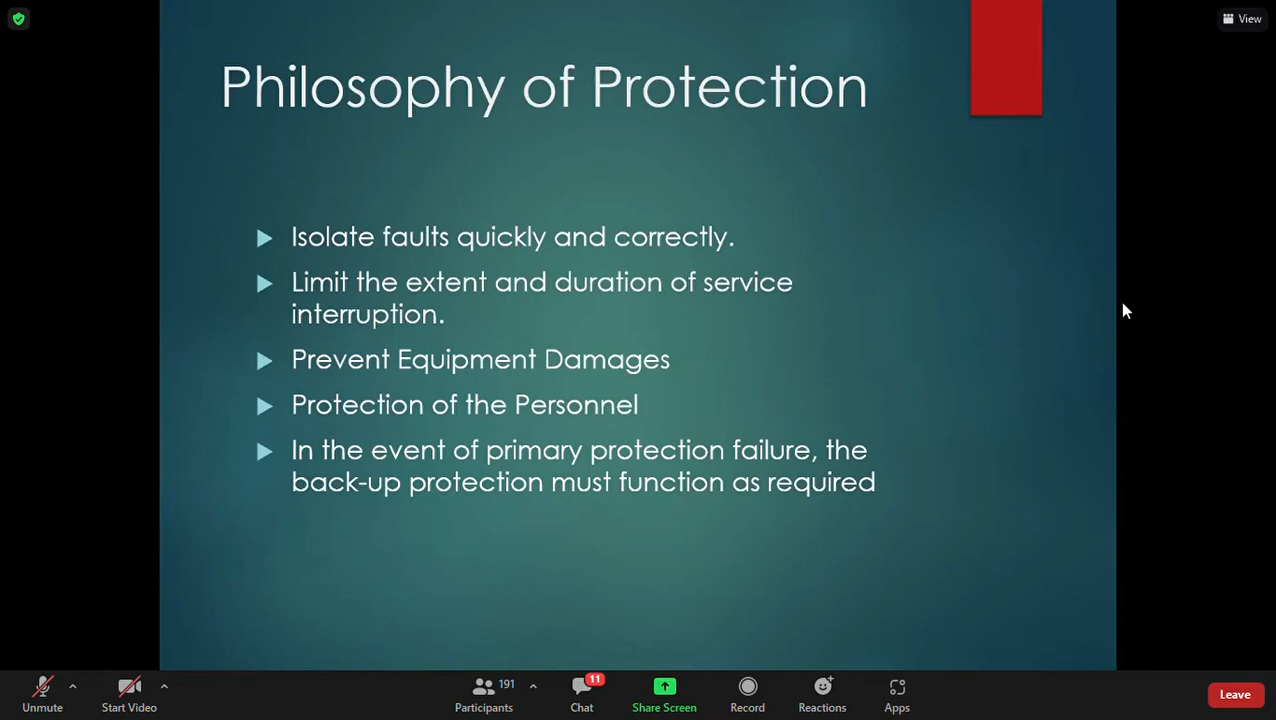 View
Philosophy of Protection
Isolate faults quickly and correctly.
Limit the extent and duration of service
interruption.
Prevent Equipment Damages
Protection of the Personnel
In the event of primary protection failure, the
back-up protection must function as required
191
11
Unmute
Start Video
Participants
Chat
Share Screen
Record
Reactions
Apps
Leave